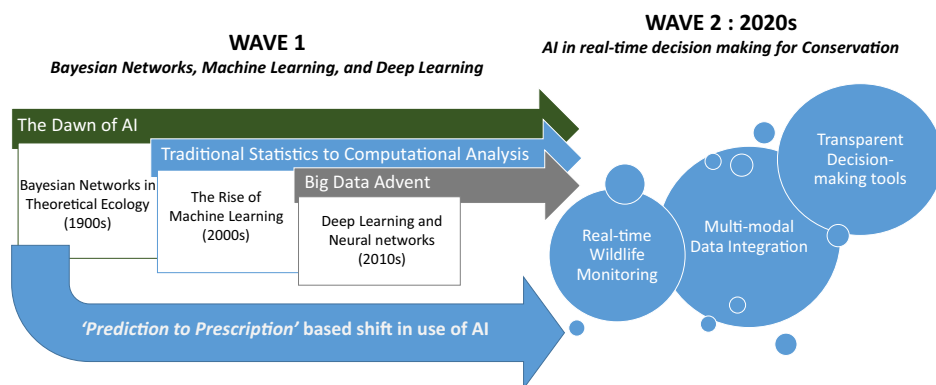 WAVE 1
Bayesian Networks, Machine Learning, and Deep Learning
WAVE 2 : 2020s
AI in real-time decision making for Conservation
The Dawn of AI
Traditional Statistics to Computational Analysis
Big Data Advent
Bayesian Networks in
Theoretical Ecology
(1900s)
The Rise of
Machine Learning
(2000s)
Deep Learning and
Neural networks
(2010s)
'Prediction to Prescription' based shift in use of AI
Real-time
Wildlife
Monitoring
Multi-modal
Data Integration
Transparent
Decision-
making tools